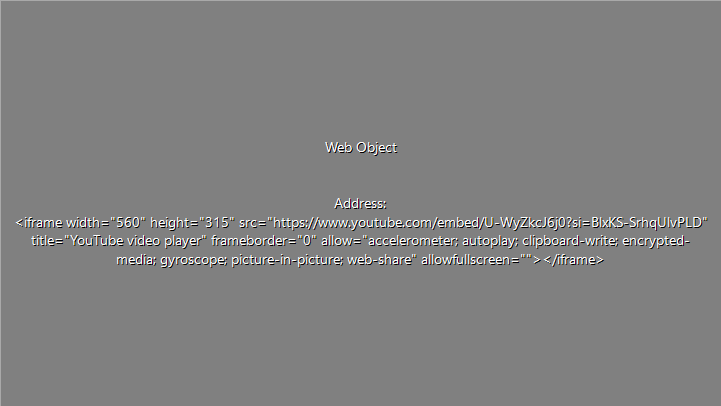 Web Object
Address:
<iframe width="560" height="315" src="https://www.youtube.com/embed/U-WyZkcJ6j0?si=BlxKS-SrhqUlvPLD"
title="YouTube video player" frameborder="0" allow="accelerometer; autoplay; clipboard-write; encrypted-
media; gyroscope; picture-in-picture; web-share" allowfullscreen=""></iframe>